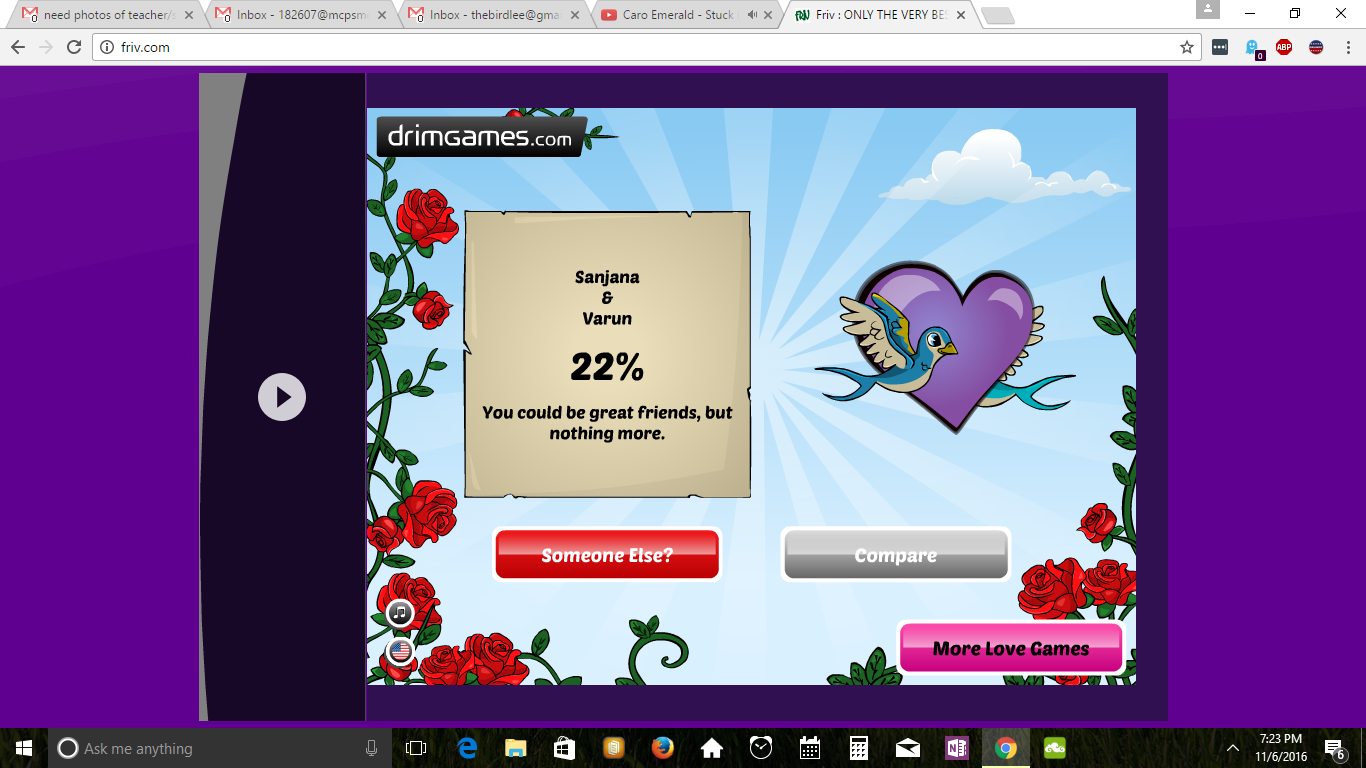 need photos of teacher/s
Inbox - 182607@mcpsm
Inbox - thebirdlee@gma
Caro Emerald - Stuck
Friv : ONLY THE VERY BES
friv.com
0
ABP
drimgames.com
Sanjana
&
Varun
22%
You could be great friends, but
nothing more.
Someone Else?
Compare
More Love Games
Ask me anything
7:23 PM
11/6/2016
6